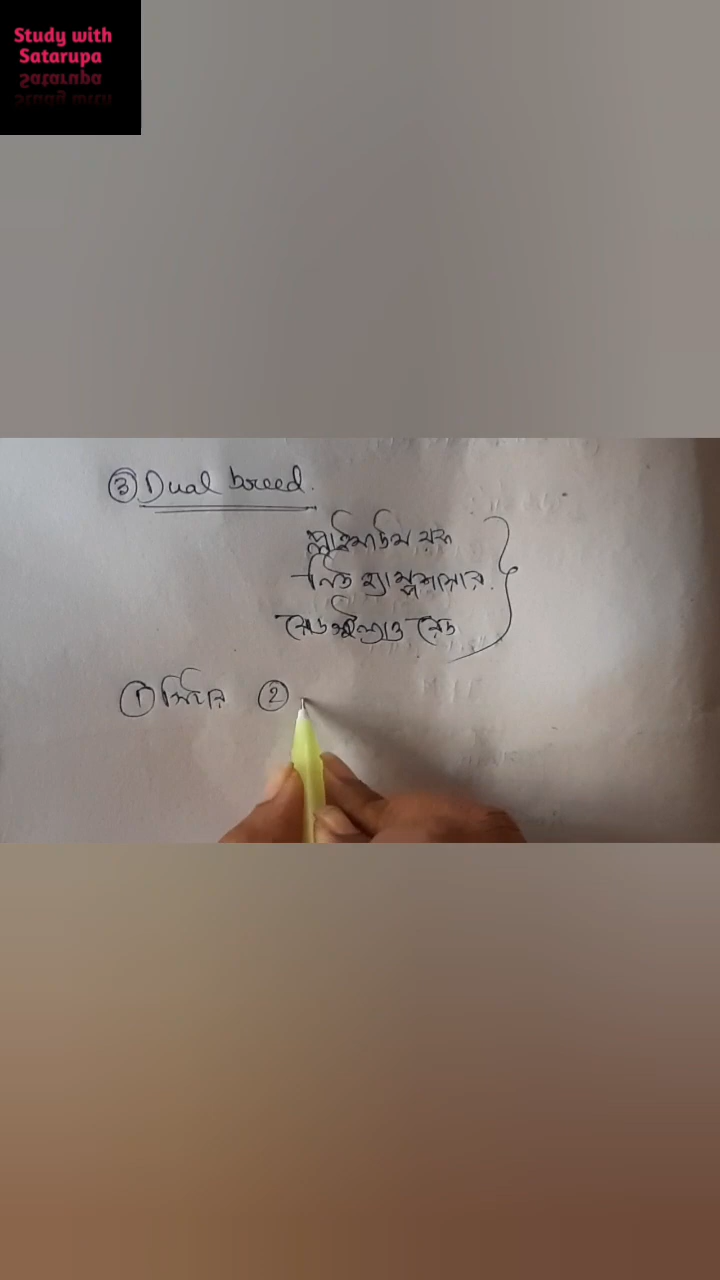 Study with
Satarupa
③ Dual breed.
প্লাইমাউথ রক
নিউ হ্যাম্পশায়ার
রোড আইল্যান্ড রেড
①
②